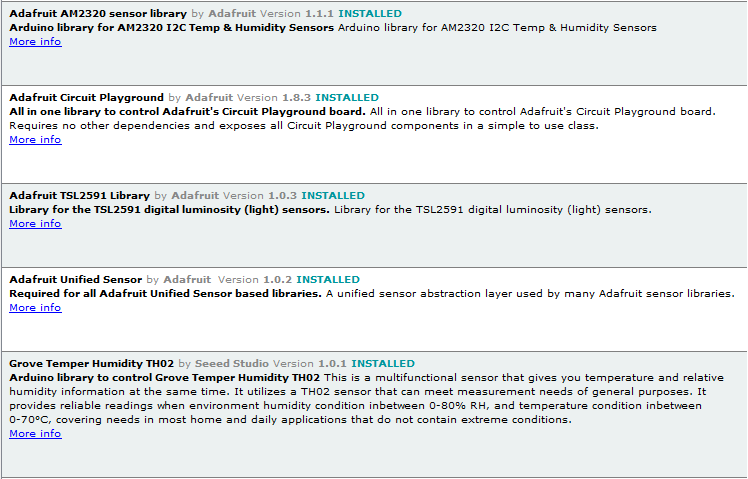 Adafruit AM2320 sensor library by Adafruit Version 1.1.1 INSTALLED
Arduino library for AM2320 I2C Temp & Humidity Sensors Arduino library for AM2320 I2C Temp & Humidity Sensors
More info
Adafruit Circuit Playground by Adafruit Version 1.8.3 INSTALLED
All in one library to control Adafruit's Circuit Playground board. All in one library to control Adafruit's Circuit Playground board.
Requires no other dependencies and exposes all Circuit Playground components in a simple to use class.
More info
Adafruit TSL2591 Library by Adafruit Version 1.0.3 INSTALLED
Library for the TSL2591 digital luminosity (light) sensors. Library for the TSL2591 digital luminosity (light) sensors.
More info
Adafruit Unified Sensor by Adafruit Version 1.0.2 INSTALLED
Required for all Adafruit Unified Sensor based libraries. A unified sensor abstraction layer used by many Adafruit sensor libraries.
More info
Grove Temper Humidity TH02 by Seeed Studio Version 1.0.1 INSTALLED
Arduino library to control Grove Temper Humidity TH02 This is a multifunctional sensor that gives you temperature and relative
humidity information at the same time. It utilizes a TH02 sensor that can meet measurement needs of general purposes. It
provides reliable readings when environment humidity condition inbetween 0-80% RH, and temperature condition inbetween
0-70°C, covering needs in most home and daily applications that do not contain extreme conditions.
More info